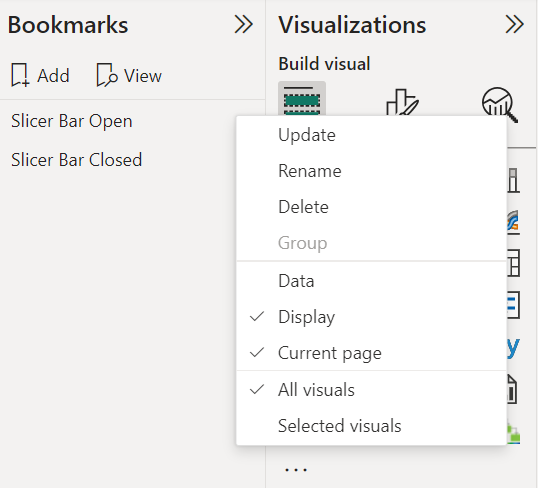 Bookmarks
Visualizations
Build visual
Add
View
Slicer Bar Open
Slicer Bar Closed
Update
Rename
Delete
Group
Data
Display
Current page
All visuals
Selected visuals
...